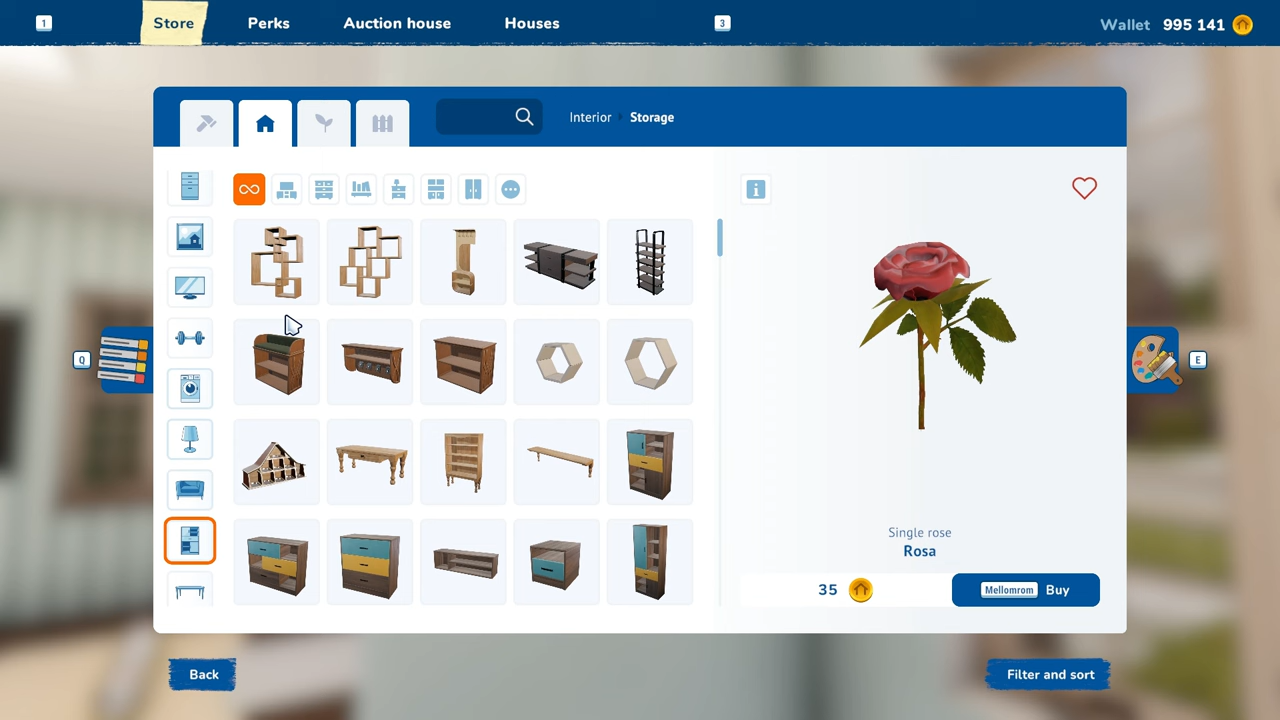 1
Store
Perks
Auction house
Houses
3
Wallet 995 141
Interior Storage
Q
E
Single rose
Rosa
35
Mellomrom Buy
Back
Filter and sort